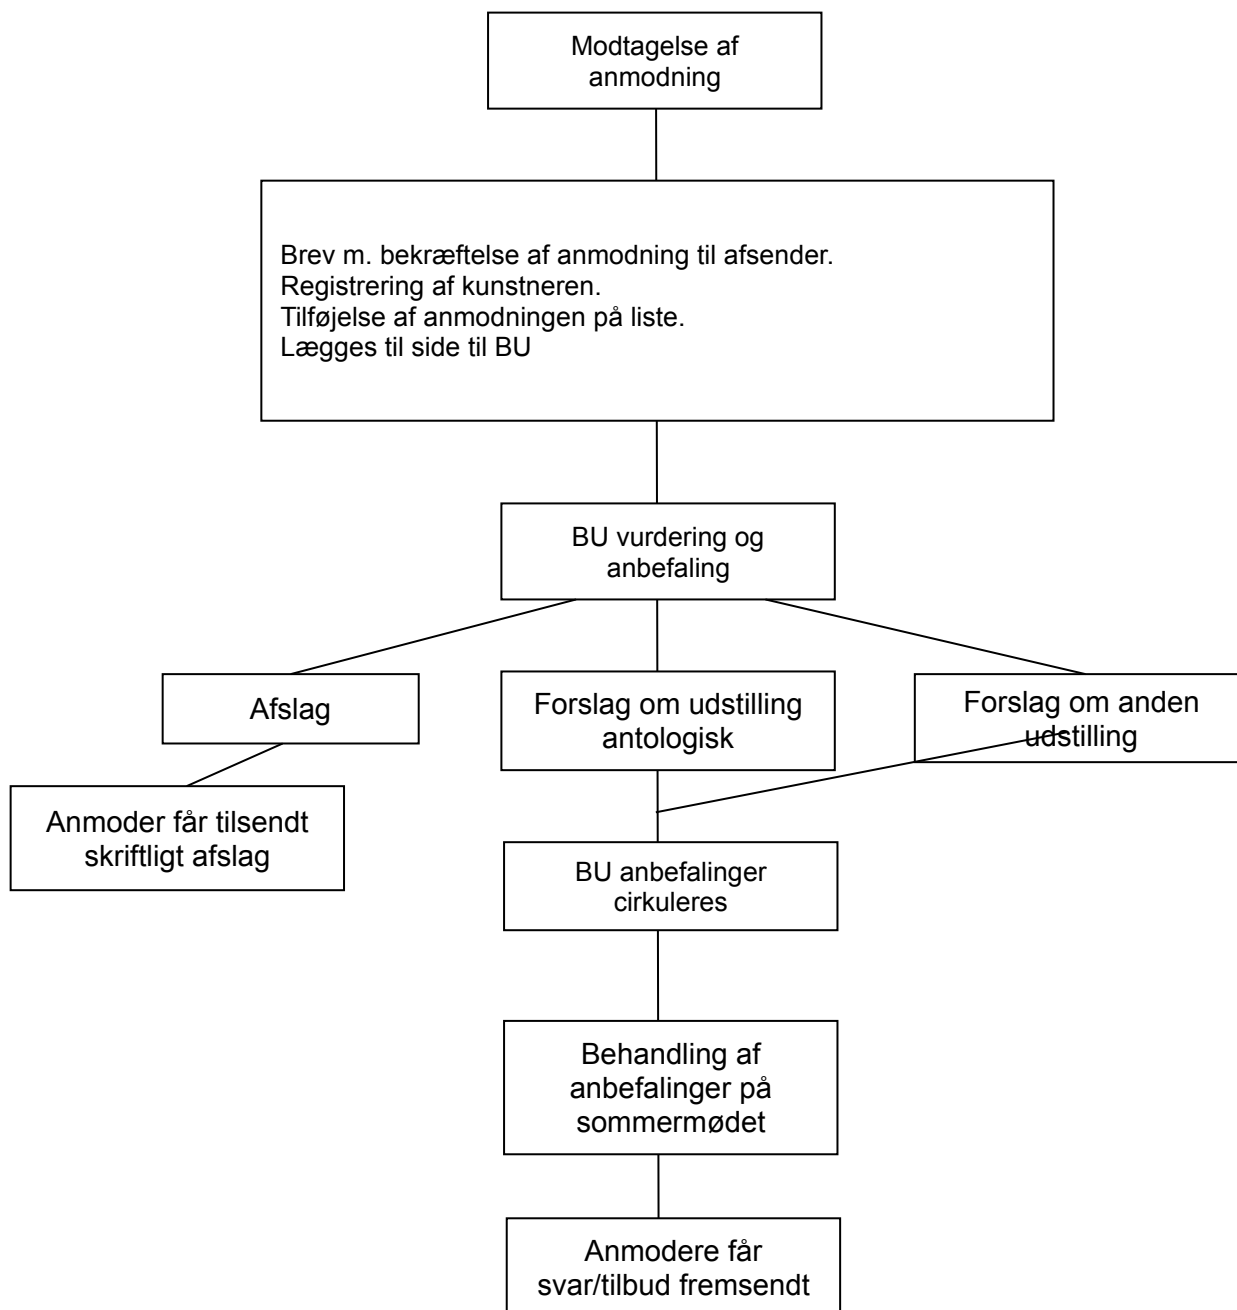 Modtagelse af
anmodning
Brev m. bekræftelse af anmodning til afsender.
Registrering af kunstneren.
Tilføjelse af anmodningen på liste.
Lægges til side til BU
BU vurdering og
anbefaling
Afslag
Forslag om udstilling
antologisk
Forslag om anden
udstilling
Anmoder får tilsendt
skriftligt afslag
BU anbefalinger
cirkuleres
Behandling af
anbefalinger på
sommermødet
Anmodere får
svar/tilbud fremsendt